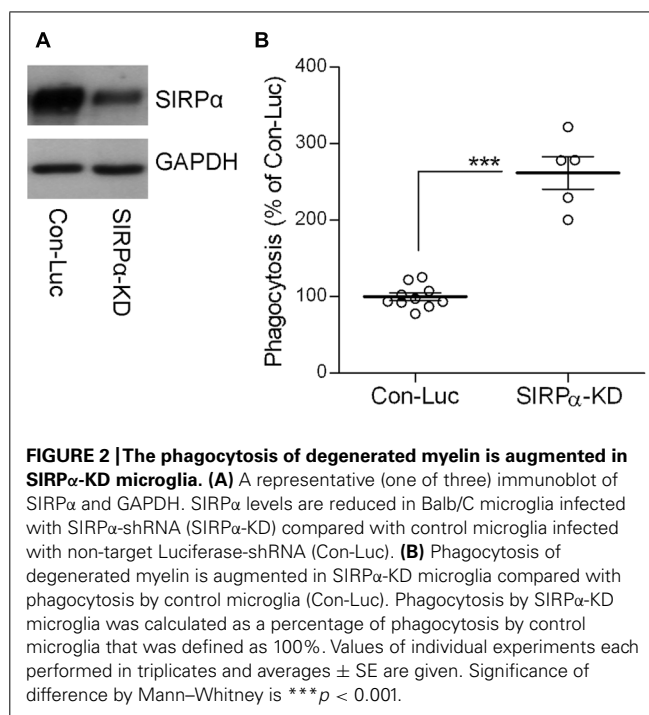 A
SIRPα
GAPDH
Con-Luc
SIRPα-KD
B
Phagocytosis (% of Con-Luc)
400
300
200
100
0
***
Con-Luc
SIRPα-KD
FIGURE 2 | The phagocytosis of degenerated myelin is augmented in
SIRPα-KD microglia. (A) A representative (one of three) immunoblot of
SIRPα and GAPDH. SIRPα levels are reduced in Balb/C microglia infected
with SIRPα-shRNA (SIRPα-KD) compared with control microglia infected
with non-target Luciferase-shRNA (Con-Luc). (B) Phagocytosis of
degenerated myelin is augmented in SIRPα-KD microglia compared with
phagocytosis by control microglia (Con-Luc). Phagocytosis by SIRPα-KD
microglia was calculated as a percentage of phagocytosis by control
microglia that was defined as 100%. Values of individual experiments each
performed in triplicates and averages ± SE are given. Significance of
difference by Mann–Whitney is ***p < 0.001.